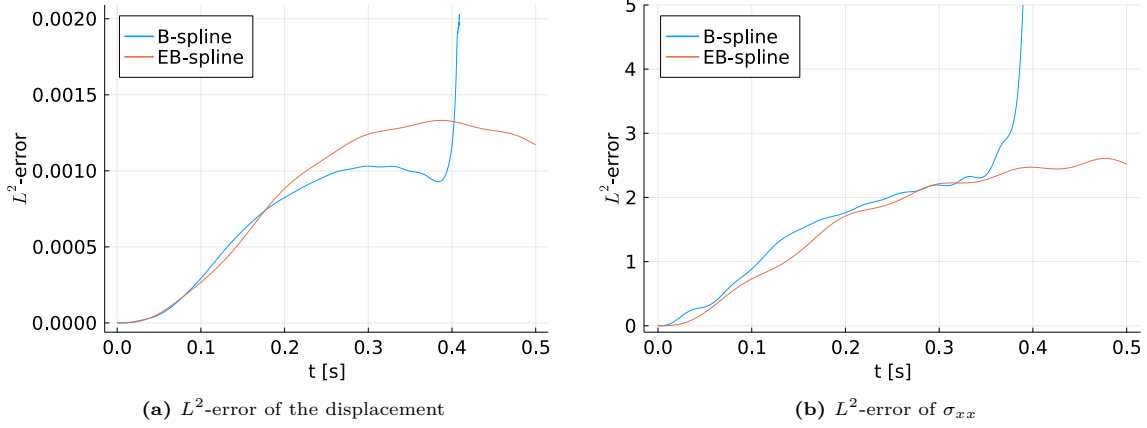 0.0020
0.0015
0.0010
0.0005
0.0000
L²-error
B-spline
EB-spline
0.0 0.1 0.2 0.3 0.4 0.5
t [s]
(a) L²-error of the displacement
5
4
3
2
1
0
L²-error
B-spline
EB-spline
0.0 0.1 0.2 0.3 0.4 0.5
t [s]
(b) L²-error of σₓₓ